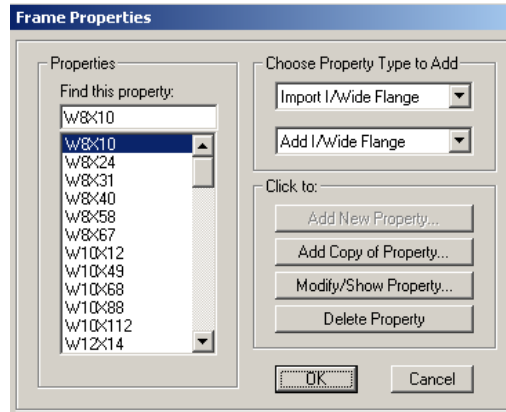 Frame Properties
Properties
Find this property:
W8X10
W8X10
W8X24
W8X31
W8X40
W8X58
W8X67
W10X12
W10X49
W10X68
W10X88
W10X112
W12X14
Choose Property Type to Add
Import I/Wide Flange
Add I/Wide Flange
Click to:
Add New Property...
Add Copy of Property...
Modify/Show Property...
Delete Property
OK
Cancel